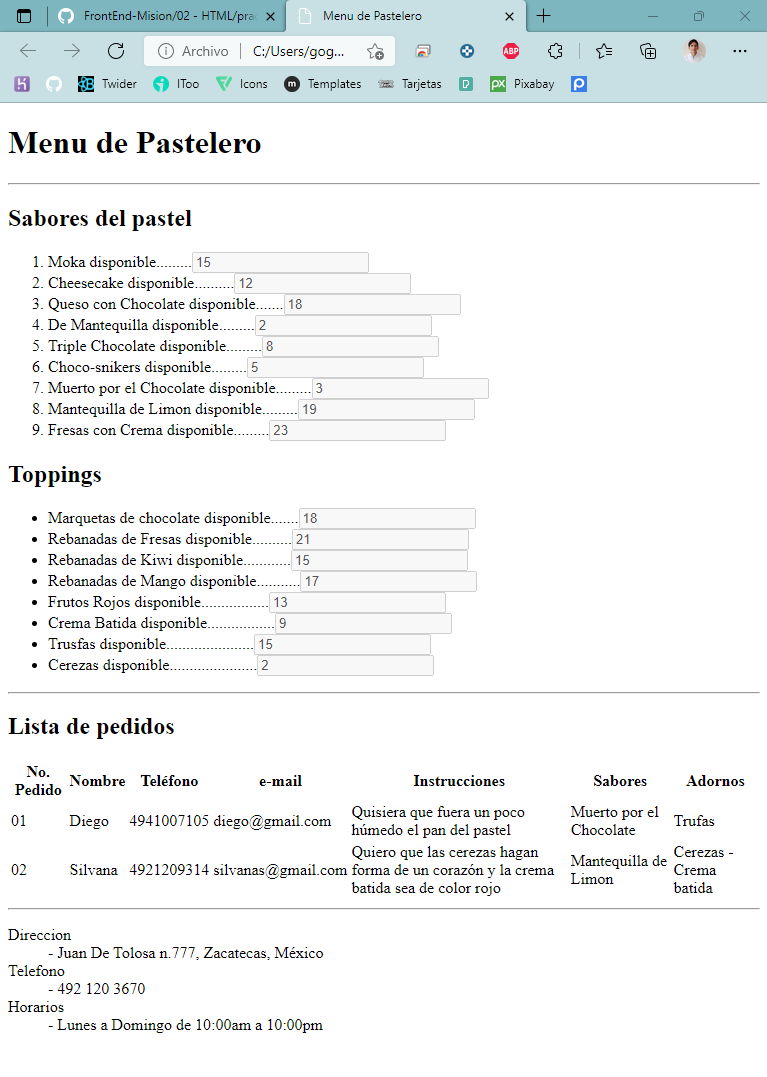 FrontEnd-Mision/02 - HTML/prac
Menu de Pastelero
Archivo
C:/Users/gog...
ABP
Twider
IToo
Icons
Templates
Tarjetas
Pixabay
Menu de Pastelero
Sabores del pastel
1. Moka disponible.........15
2. Cheesecake disponible..........12
3. Queso con Chocolate disponible.......18
4. De Mantequilla disponible.........2
5. Triple Chocolate disponible.........8
6. Choco-snikers disponible.........5
7. Muerto por el Chocolate disponible.........3
8. Mantequilla de Limon disponible.........19
9. Fresas con Crema disponible.........23
Toppings
• Marquetas de chocolate disponible.......18
• Rebanadas de Fresas disponible..........21
• Rebanadas de Kiwi disponible............15
• Rebanadas de Mango disponible...........17
• Frutos Rojos disponible.................13
• Crema Batida disponible.................9
• Trusfas disponible......................15
• Cerezas disponible......................2
Lista de pedidos
No. Pedido Nombre Teléfono e-mail Instrucciones Sabores Adornos
01 Diego 4941007105 diego@gmail.com Quisiera que fuera un poco húmedo el pan del pastel Muerto por el Chocolate Trufas
02 Silvana 4921209314 silvanas@gmail.com Quiero que las cerezas hagan forma de un corazón y la crema batida sea de color rojo Mantequilla de Limon Cerezas - Crema batida
Direccion
- Juan De Tolosa n.777, Zacatecas, México
Telefono
- 492 120 3670
Horarios
- Lunes a Domingo de 10:00am a 10:00pm